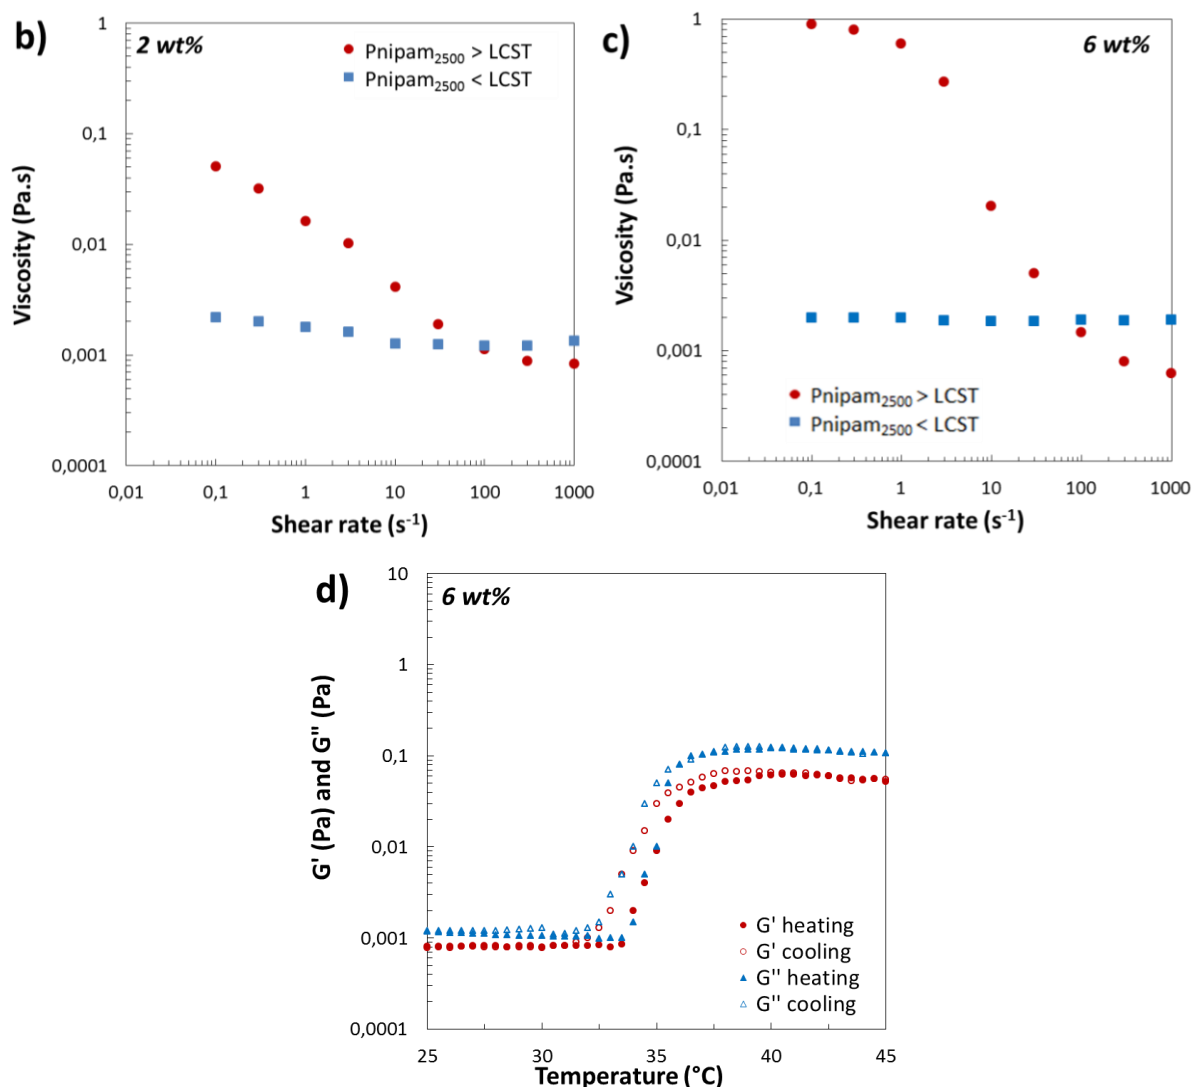 b)
2 wt%
Pnipam2500 > LCST
Pnipam2500 < LCST
1
0,1
0,01
0,001
0,0001
Viscosity (Pa.s)
0,01 0,1 1 10 100 1000
Shear rate (s-1)
c)
6 wt%
1
0,1
0,01
0,001
0,0001
Vsicosity (Pa.s)
Pnipam2500 > LCST
Pnipam2500 < LCST
0,01 0,1 1 10 100 1000
Shear rate (s-1)
d)
6 wt%
10
1
0,1
0,01
0,001
0,0001
G' (Pa) and G" (Pa)
G' heating
G' cooling
G'' heating
G'' cooling
25 30 35 40 45
Temperature (°C)